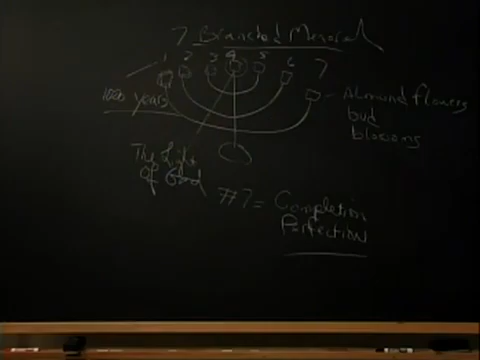 7 Branched Menorah
1 2 3 4 5 6 7
1000 years
Almond flowers
bud
blossoms
The Light
Of God
#7 = Completion
Perfection